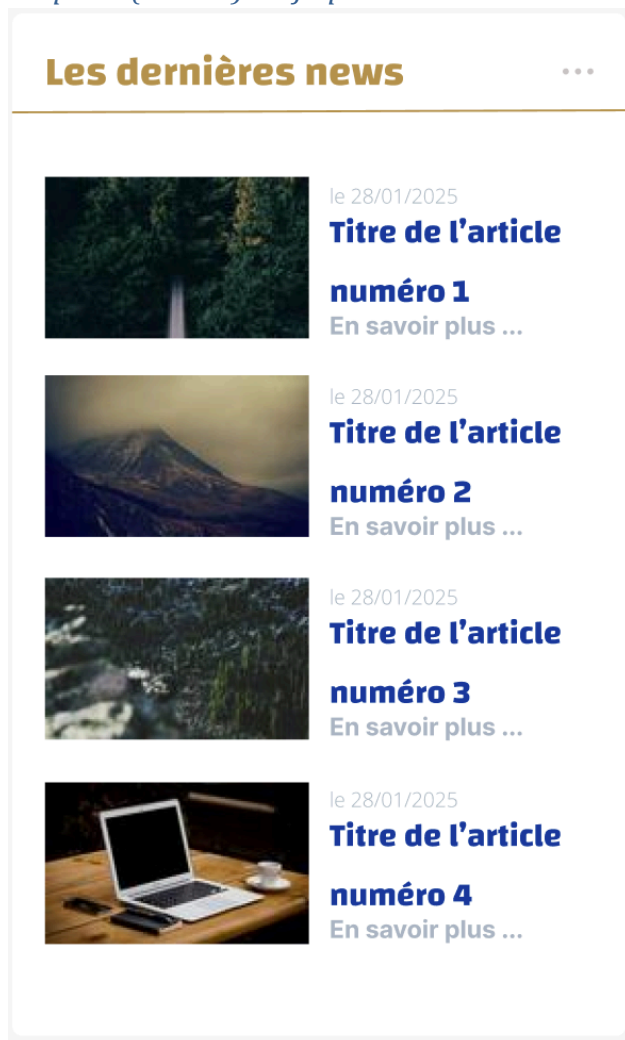 Les dernières news
le 28/01/2025
Titre de l’article
numéro 1
En savoir plus ...
le 28/01/2025
Titre de l’article
numéro 2
En savoir plus ...
le 28/01/2025
Titre de l’article
numéro 3
En savoir plus ...
le 28/01/2025
Titre de l’article
numéro 4
En savoir plus ...